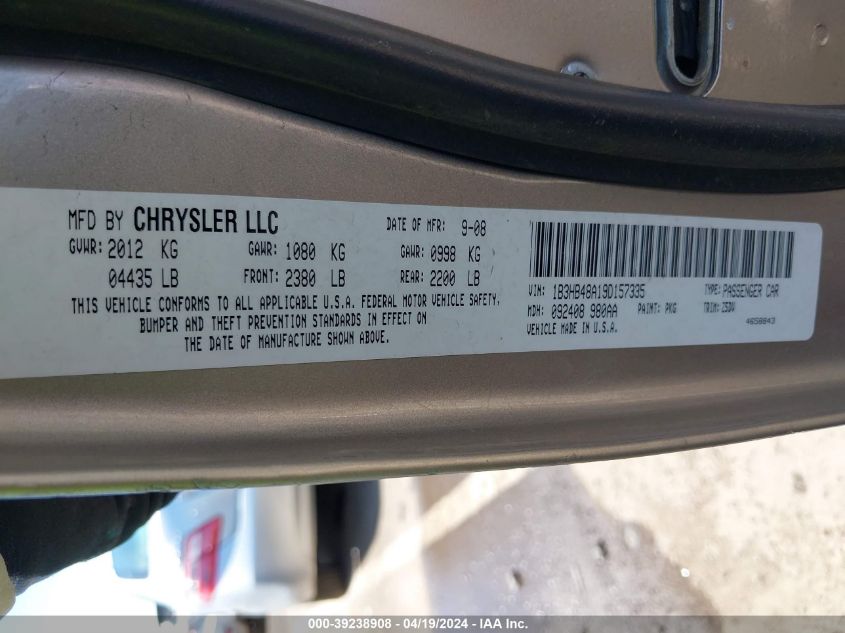 MFD BY CHRYSLER LLC DATE OF MFR: 9-08
GVWR: 2012 KG GAWR: 1080 KG GAWR: 0998 KG
04435 LB FRONT: 2380 LB REAR: 2200 LB
THIS VEHICLE CONFORMS TO ALL APPLICABLE U.S.A. FEDERAL MOTOR VEHICLE SAFETY,
BUMPER AND THEFT PREVENTION STANDARDS IN EFFECT ON
THE DATE OF MANUFACTURE SHOWN ABOVE.
VIN: 1B3HB48A19D157335 TYPE: PASSENGER CAR
MDH: 092408 980AA PAINT: PKG TRIM: Z5DV
VEHICLE MADE IN U.S.A. 4658843
000-39238908 - 04/19/2024 - IAA Inc.